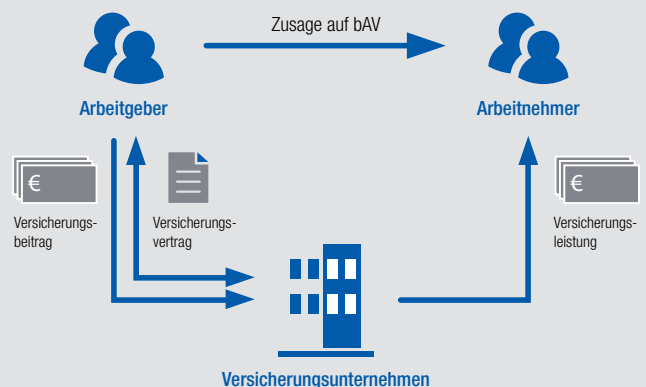 Zusage auf bAV
Arbeitgeber
Arbeitnehmer
€
Versicherungs-
beitrag
Versicherungs-
vertrag
€
Versicherungs-
leistung
Versicherungsunternehmen